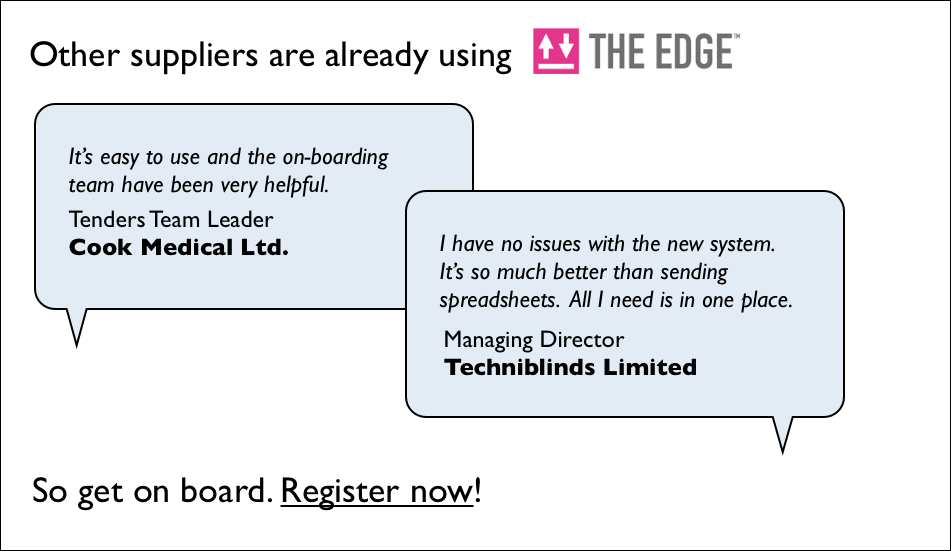 Other suppliers are already using THE EDGE™
It's easy to use and the on-boarding
team have been very helpful.
Tenders Team Leader
Cook Medical Ltd.
I have no issues with the new system.
It's so much better than sending
spreadsheets. All I need is in one place.
Managing Director
Techniblinds Limited
So get on board. Register now!